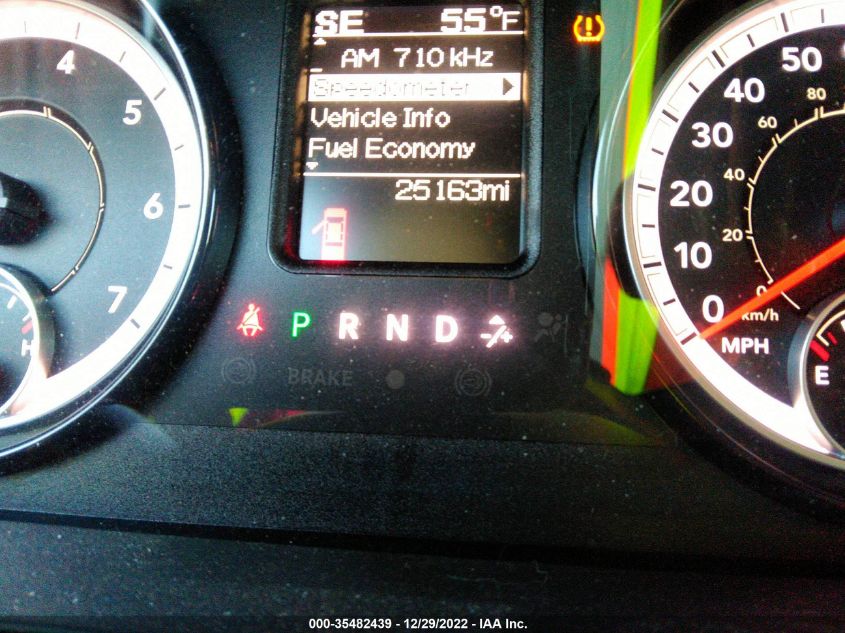 SE 55°F
AM 710 kHz
Speedometer
Vehicle Info
Fuel Economy
25163mi
4
5
6
7
H
P R N D -/+
BRAKE
50
40
30
20
10
0
MPH
80
60
40
20
0
km/h
E
000-35482439 - 12/29/2022 - IAA Inc.